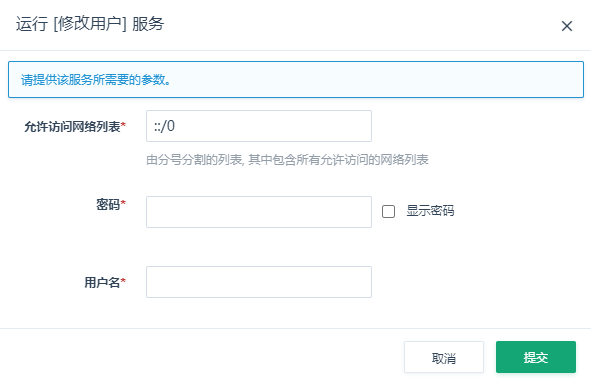 运行 [修改用户] 服务
请提供该服务所需要的参数。
允许访问网络列表*
::/0
由分号分割的列表, 其中包含所有允许访问的网络列表
密码*
显示密码
用户名*
取消
提交